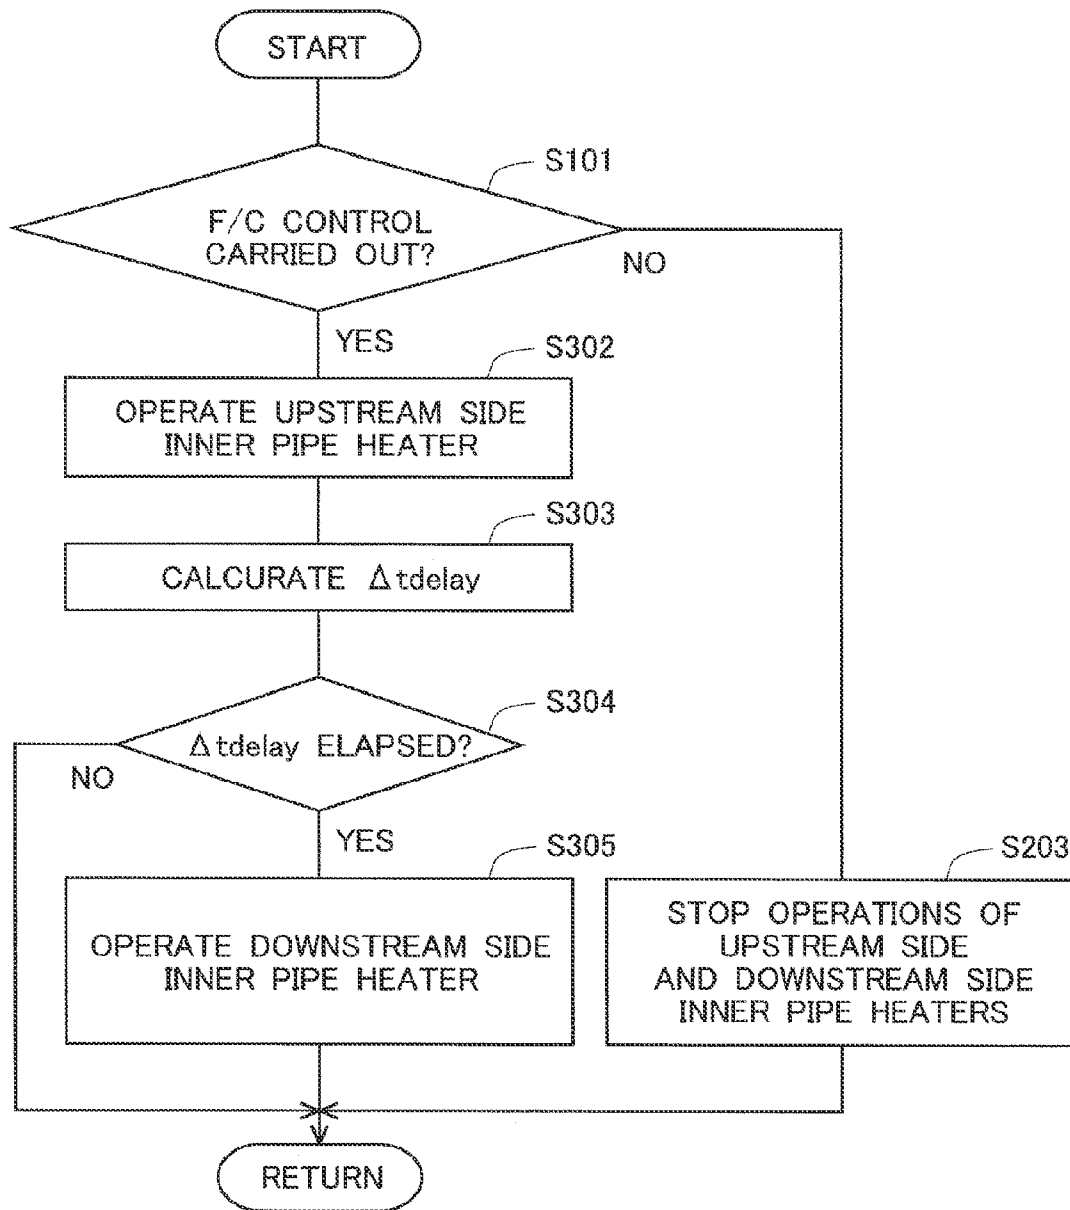 START
S101
F/C CONTROL
CARRIED OUT?
NO
YES
S302
OPERATE UPSTREAM SIDE
INNER PIPE HEATER
S303
CALCURATE Δtdelay
S304
Δtdelay ELAPSED?
NO
YES
S305
OPERATE DOWNSTREAM SIDE
INNER PIPE HEATER
S203
STOP OPERATIONS OF
UPSTREAM SIDE
AND DOWNSTREAM SIDE
INNER PIPE HEATERS
RETURN